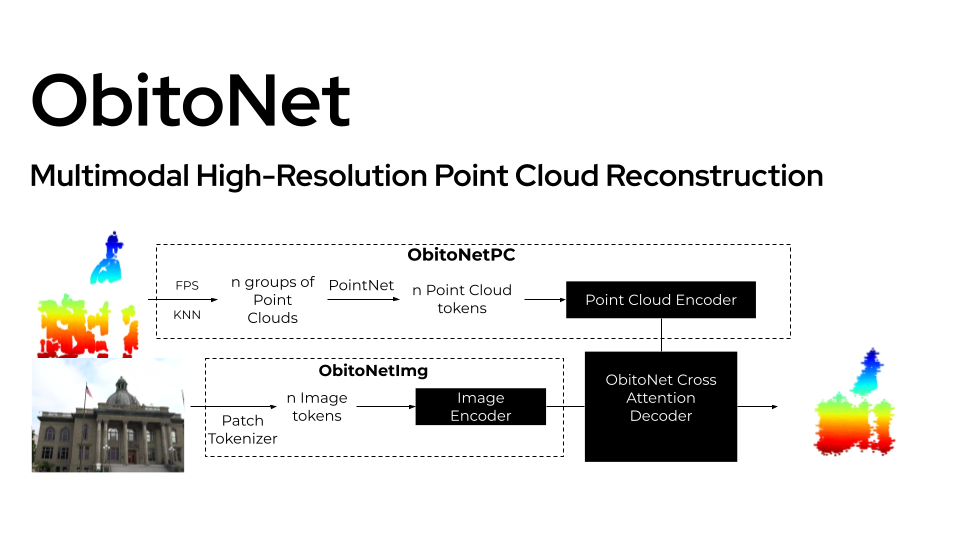 ObitoNet
Multimodal High-Resolution Point Cloud Reconstruction
ObitoNetPC
FPS
KNN
n groups of
Point
Clouds
PointNet
n Point Cloud
tokens
Point Cloud Encoder
ObitoNetImg
Patch
Tokenizer
n Image
tokens
Image
Encoder
ObitoNet Cross
Attention
Decoder